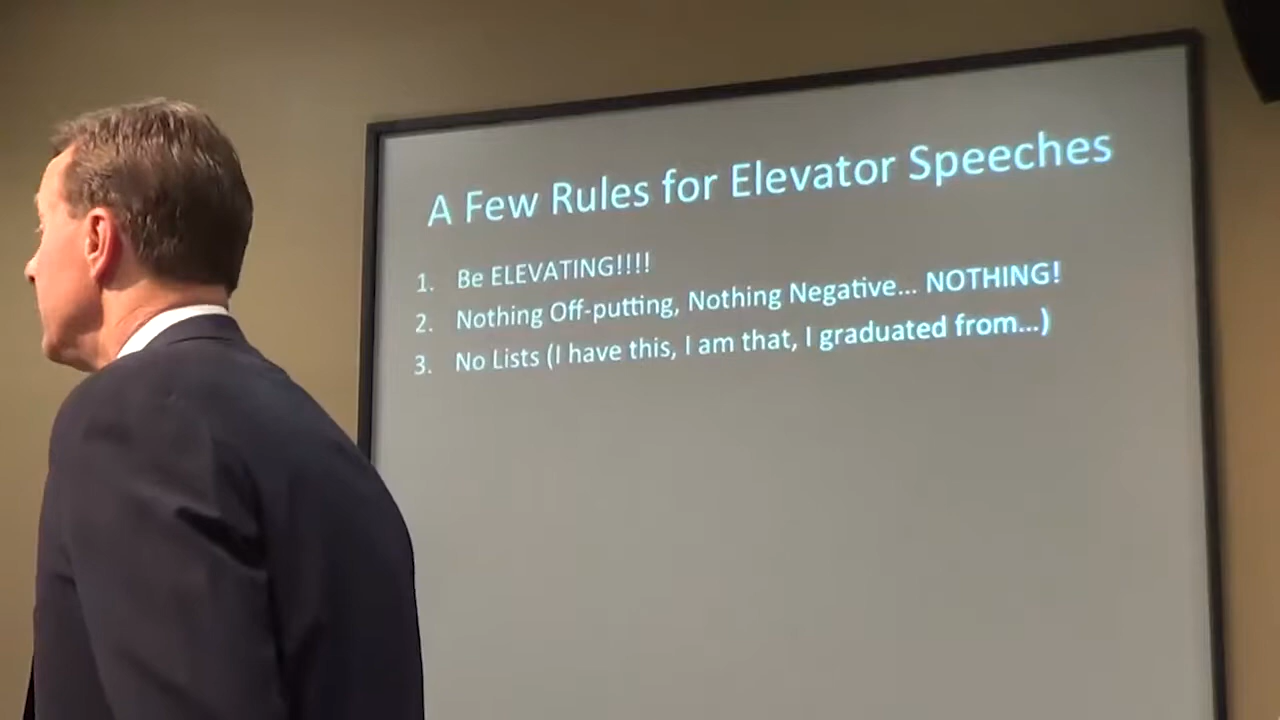 A Few Rules for Elevator Speeches
1. Be ELEVATING!!!!
2. Nothing Off-putting, Nothing Negative... NOTHING!
3. No Lists (I have this, I am that, I graduated from...)